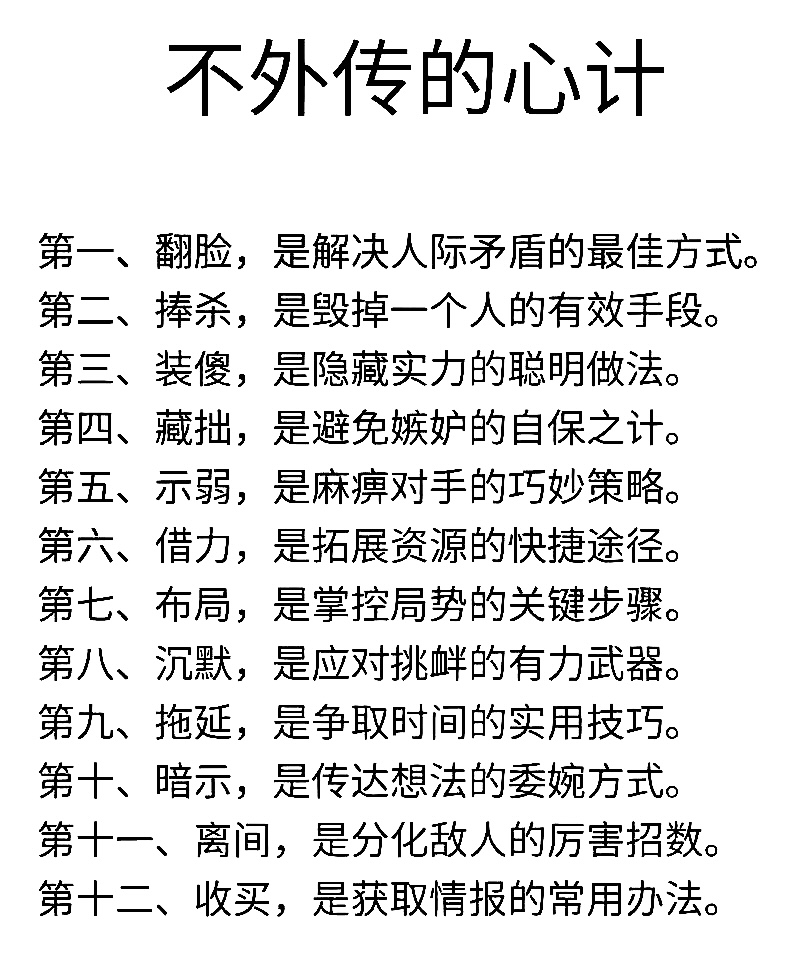 不外传的心计
第一、翻脸，是解决人际矛盾的最佳方式。
第二、捧杀，是毁掉一个人的有效手段。
第三、装傻，是隐藏实力的聪明做法。
第四、藏拙，是避免嫉妒的自保之计。
第五、示弱，是麻痹对手的巧妙策略。
第六、借力，是拓展资源的快捷途径。
第七、布局，是掌控局势的关键步骤。
第八、沉默，是应对挑衅的有力武器。
第九、拖延，是争取时间的实用技巧。
第十、暗示，是传达想法的委婉方式。
第十一、离间，是分化敌人的厉害招数。
第十二、收买，是获取情报的常用办法。